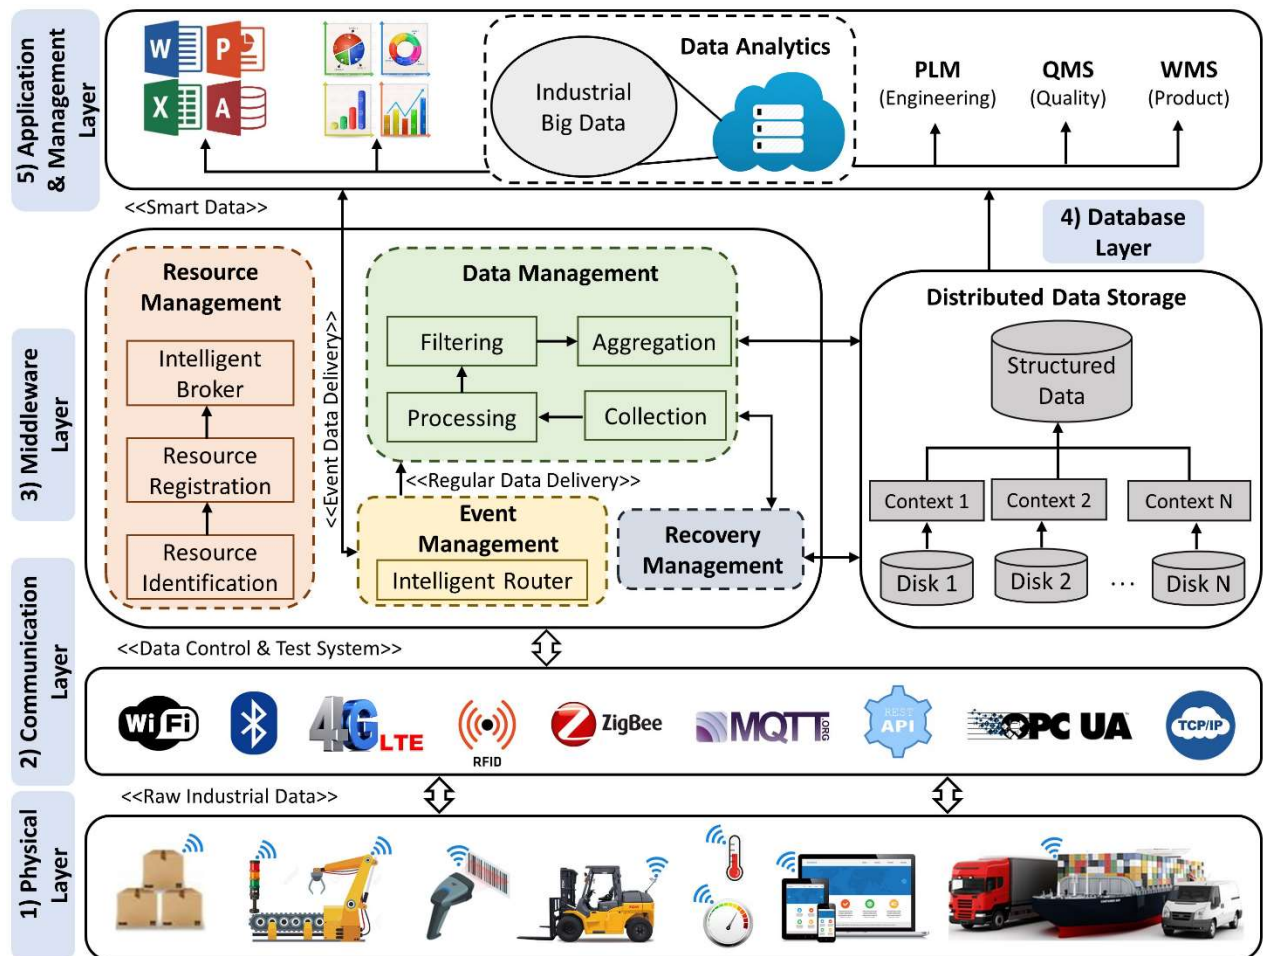 5) Application
& Management
Layer
W
P
X
A
Industrial
Big Data
Data Analytics
PLM
(Engineering)
QMS
(Quality)
WMS
(Product)
<<Smart Data>>
4) Database
Layer
3) Middleware
Layer
Resource
Management
Intelligent
Broker
Resource
Registration
Resource
Identification
<<Event Data Delivery>>
Data Management
Filtering
Aggregation
Processing
Collection
<<Regular Data Delivery>>
Event
Management
Intelligent Router
Recovery
Management
Distributed Data Storage
Structured
Data
Context 1
Context 2
Context N
Disk 1
Disk 2
...
Disk N
2) Communication
Layer
<<Data Control & Test System>>
WiFi
4G LTE
RFID
ZigBee
MQTT.ORG
REST
API
OPC UA
TCP/IP
<<Raw Industrial Data>>
1) Physical
Layer